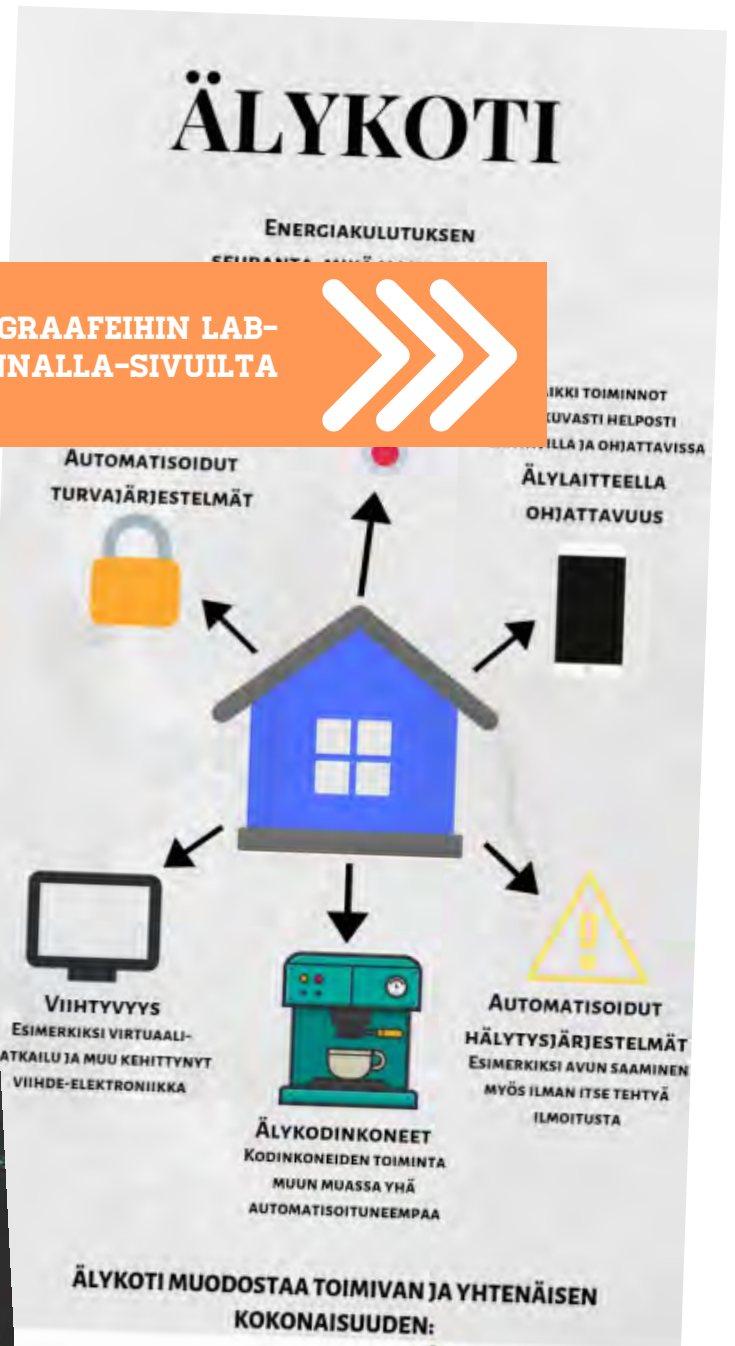 ÄLYKOTI
ENERGIAKULUTUKSEN
GRAAFEIHIN LAB-
NNALLA-SIVUILTA
IKKI TOIMINNOT
KUVASTI HELPOSTI
ILLA JA OHJATTAVISSA
AUTOMATISOIDUT
TURVAJÄRJESTELMÄT
ÄLYLAITTEELLA
OHJATTAVUUS
VIIHTYVYYS
ESIMERKIKSI VIRTUAALI-
ATKAILU JA MUU KEHITTYNYT
VIIHDE-ELEKTRONIIKKA
ÄLYKODINKONEET
KODINKONEIDEN TOIMINTA
MUUN MUASSA YHÄ
AUTOMATISOITUNEEMPAA
AUTOMATISOIDUT
HÄLYTYSJÄRJESTELMÄT
ESIMERKIKSI AVUN SAAMINEN
MYÖS ILMAN ITSE TEHTYÄ
ILMOITUSTA
ÄLYKOTI MUODOSTAA TOIMIVAN JA YHTENÄISEN
KOKONAISUUDEN: